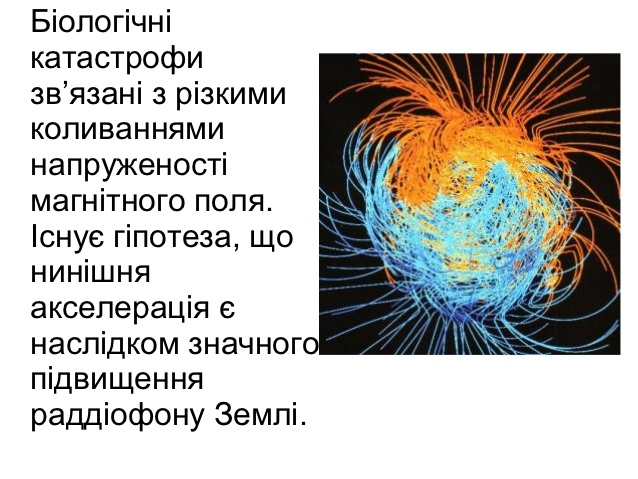 Біологічні
катастрофи
зв’язані з різкими
коливаннями
напруженості
магнітного поля.
Існує гіпотеза, що
нинішня
акселерація є
наслідком значного
підвищення
раддіофону Землі.